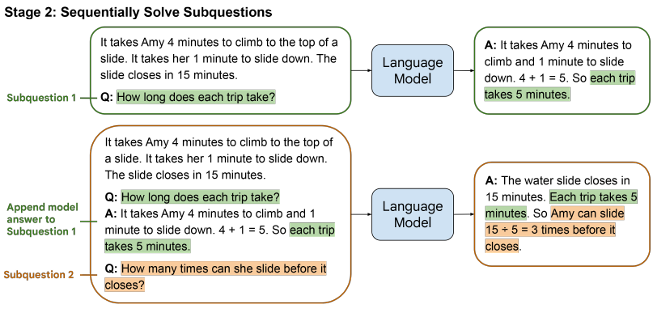 Stage 2: Sequentially Solve Subquestions
It takes Amy 4 minutes to climb to the top of a
slide. It takes her 1 minute to slide down. The
slide closes in 15 minutes.
Subquestion 1
Q: How long does each trip take?
Language
Model
A: It takes Amy 4 minutes to
climb and 1 minute to slide
down. 4 + 1 = 5. So each trip
takes 5 minutes.
It takes Amy 4 minutes to climb to the top of
a slide. It takes her 1 minute to slide down.
The slide closes in 15 minutes.
Append model
answer to
Subquestion 1
Q: How long does each trip take?
A: It takes Amy 4 minutes to climb and 1
minute to slide down. 4 + 1 = 5. So each trip
takes 5 minutes.
Subquestion 2
Q: How many times can she slide before it
closes?
Language
Model
A: The water slide closes in
15 minutes. Each trip takes 5
minutes. So Amy can slide
15 ÷ 5 = 3 times before it
closes.